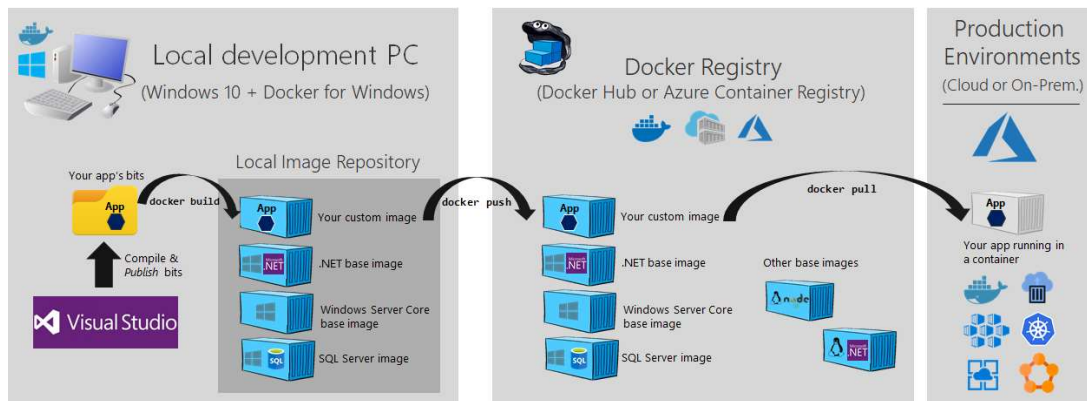 Local development PC
(Windows 10 + Docker for Windows)
Local Image Repository
Your app's bits
App
docker build
App
Your custom image
docker push
Compile &
Publish bits
Visual Studio
Microsoft
.NET
.NET base image
Windows Server Core
base image
SQL
SQL Server image
Docker Registry
(Docker Hub or Azure Container Registry)
App
Your custom image
docker pull
Microsoft
.NET
.NET base image
Windows Server Core
base image
SQL
SQL Server image
Other base images
node
Microsoft
.NET
Production
Environments
(Cloud or On-Prem.)
App
Your app running in
a container